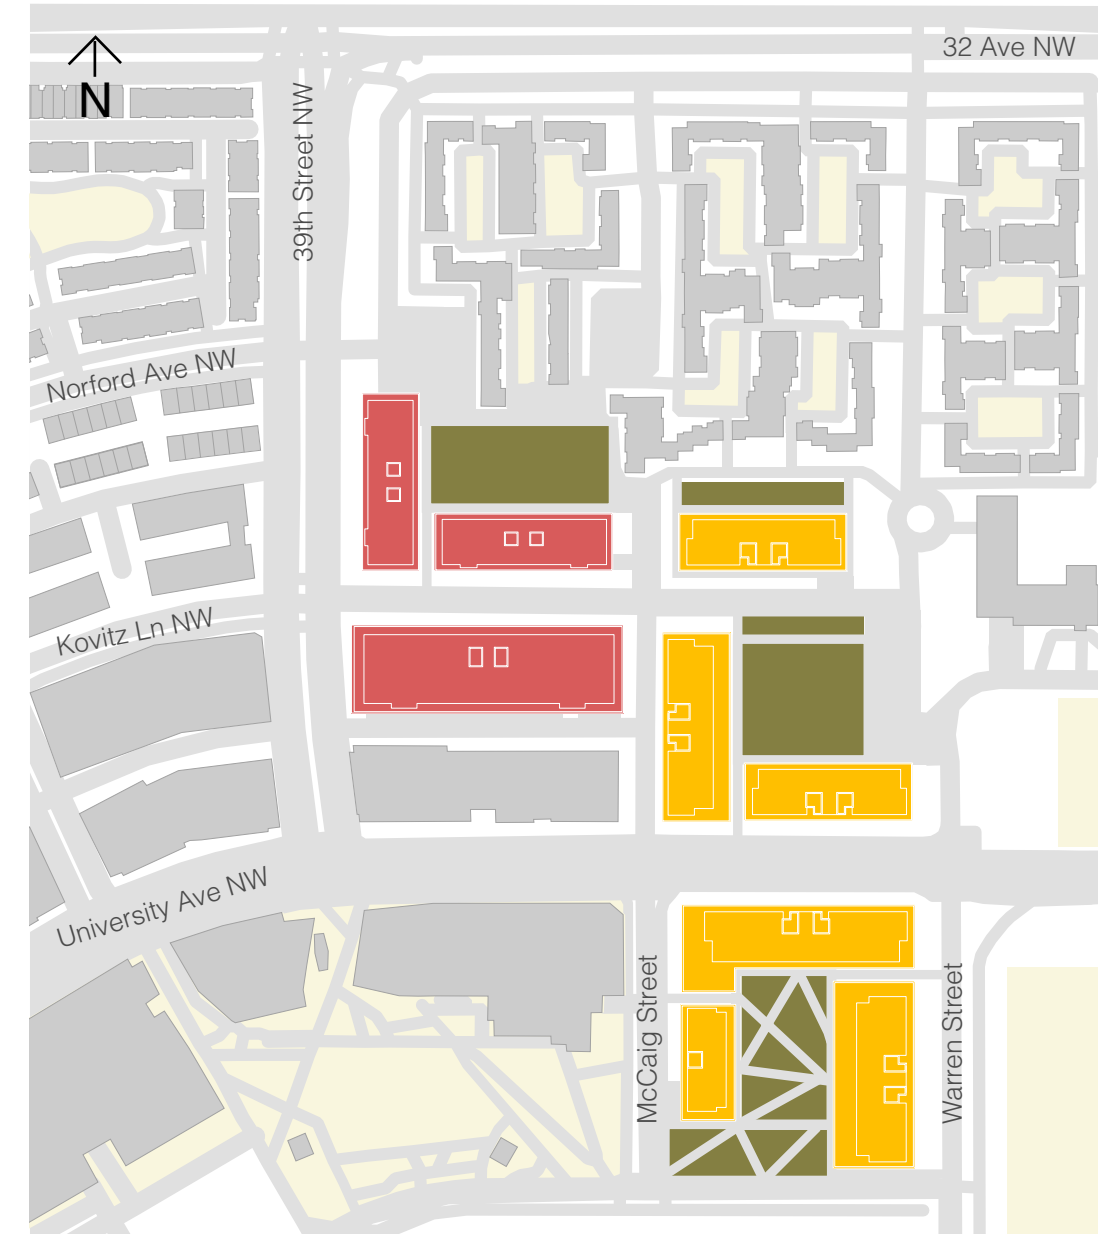 32 Ave NW
N
39th Street NW
Norford Ave NW
Kovitz Ln NW
University Ave NW
McCaig Street
Warren Street